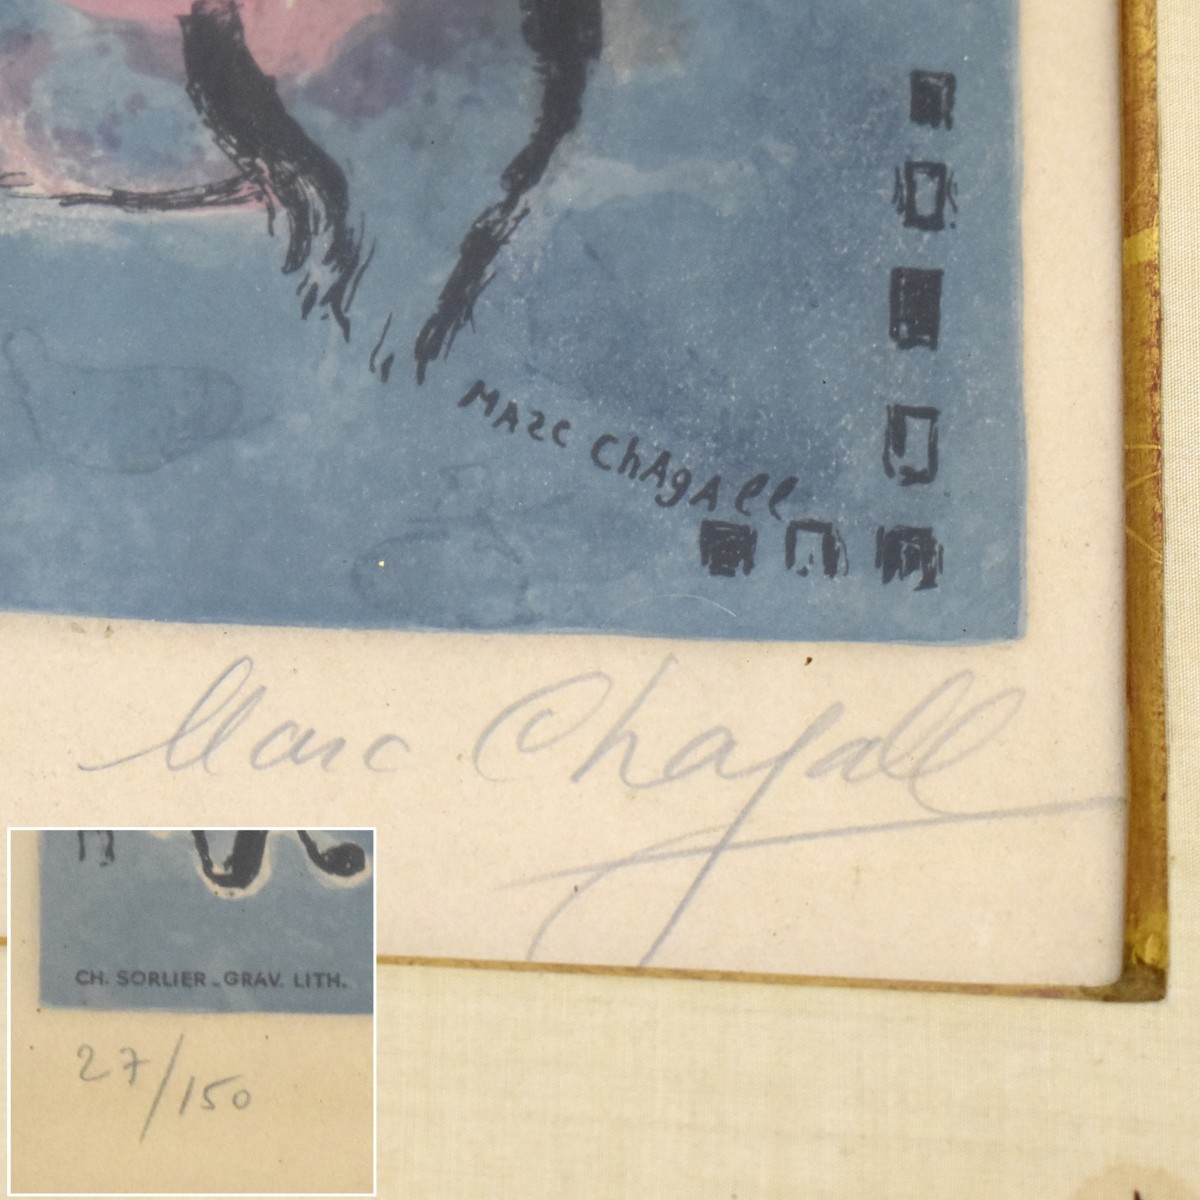 MARC ChAgAll
Marc Chagall
CH. SORLIER - GRAV. LITH.
27/150